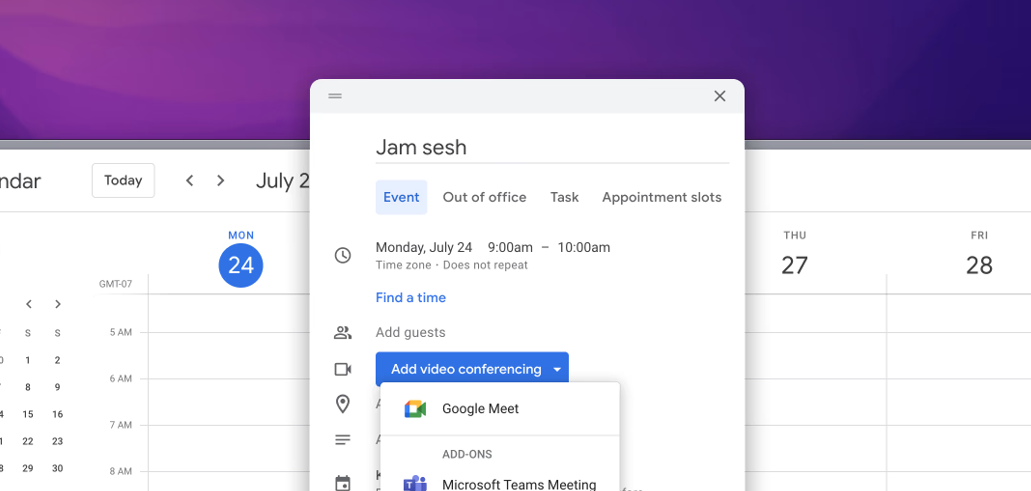 Jam sesh
ndar
Today
July 2
Event Out of office Task Appointment slots
MON
24
THU
27
FRI
28
Monday, July 24 9:00am – 10:00am
Time zone · Does not repeat
GMT-07
Find a time
S S
1 2
8 9
15 16
22 23
29 30
5 AM
6 AM
7 AM
8 AM
Add guests
Add video conferencing
Google Meet
ADD-ONS
Microsoft Teams Meeting